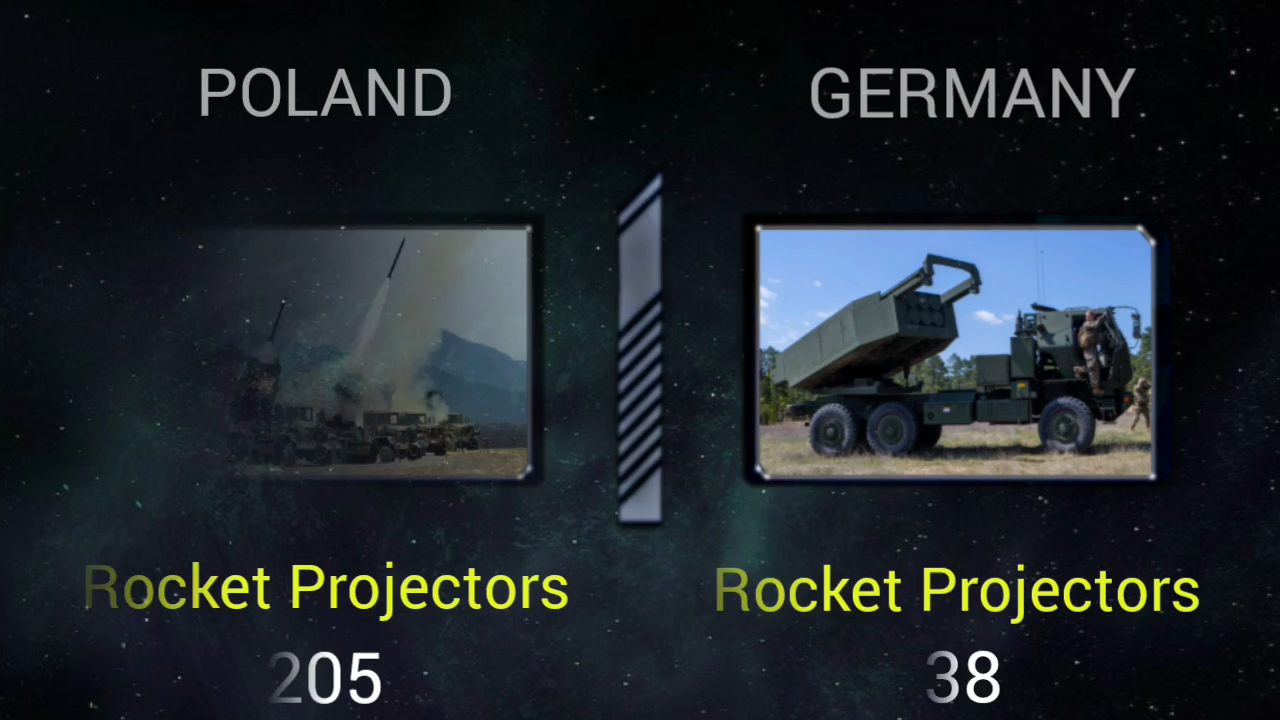 POLAND
GERMANY
Rocket Projectors
Rocket Projectors
205
38